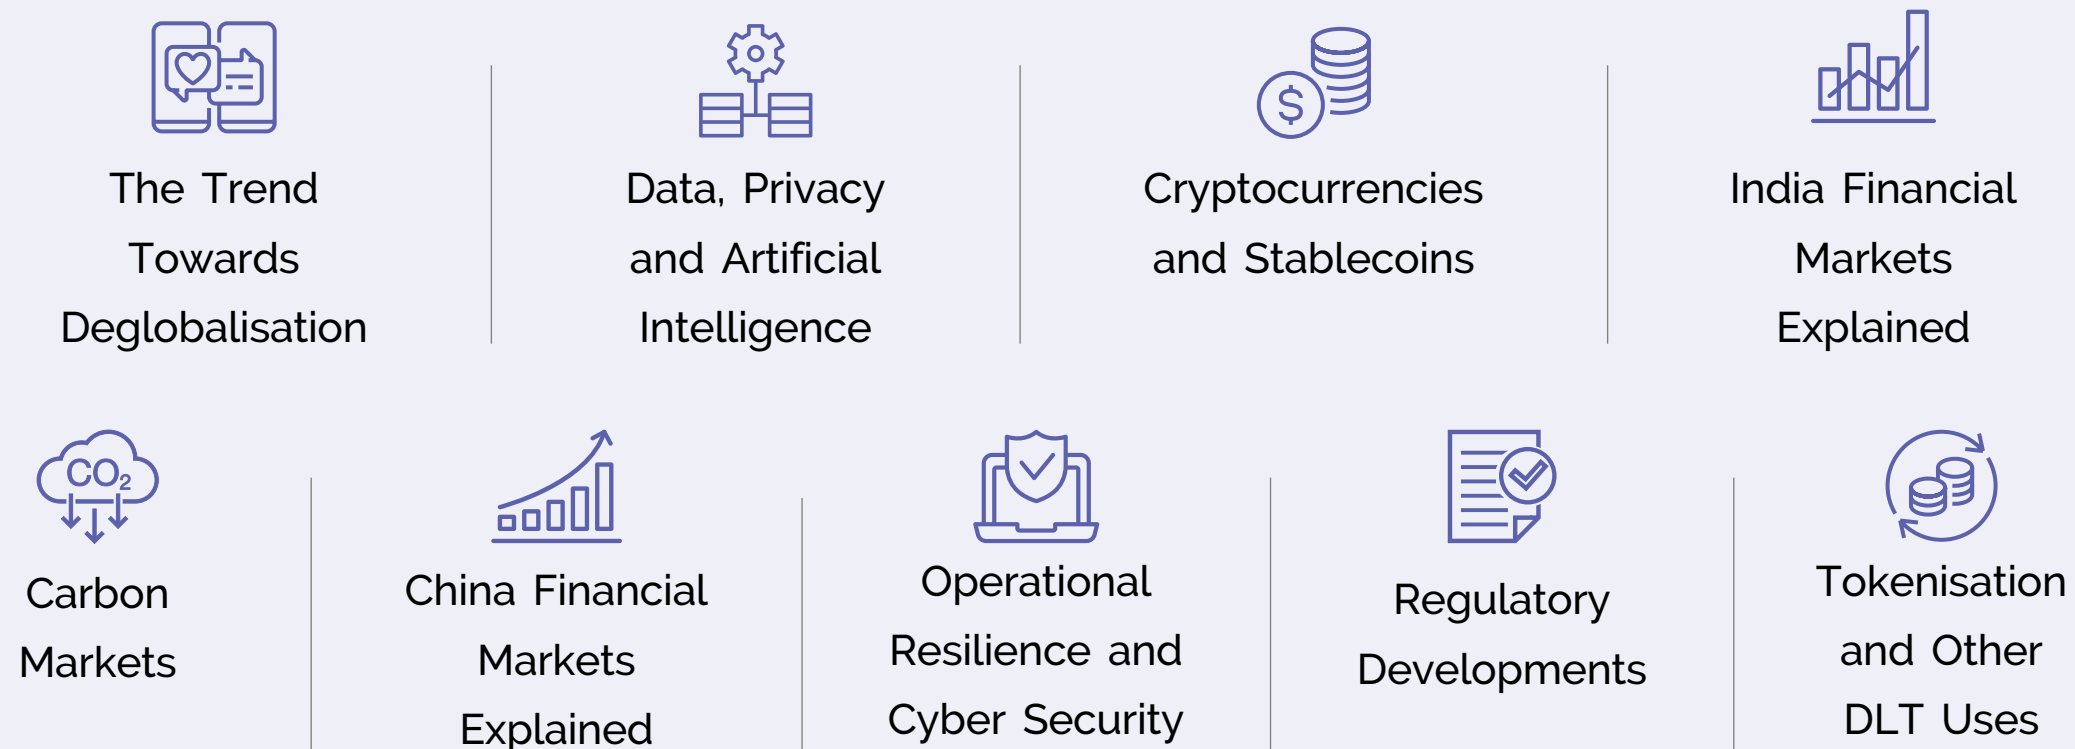 $
The Trend
Towards
Deglobalisation
Data, Privacy
and Artificial
Intelligence
Cryptocurrencies
and Stablecoins
India Financial
Markets
Explained
CO₂
Carbon
Markets
China Financial
Markets
Explained
Operational
Resilience and
Cyber Security
Regulatory
Developments
Tokenisation
and Other
DLT Uses